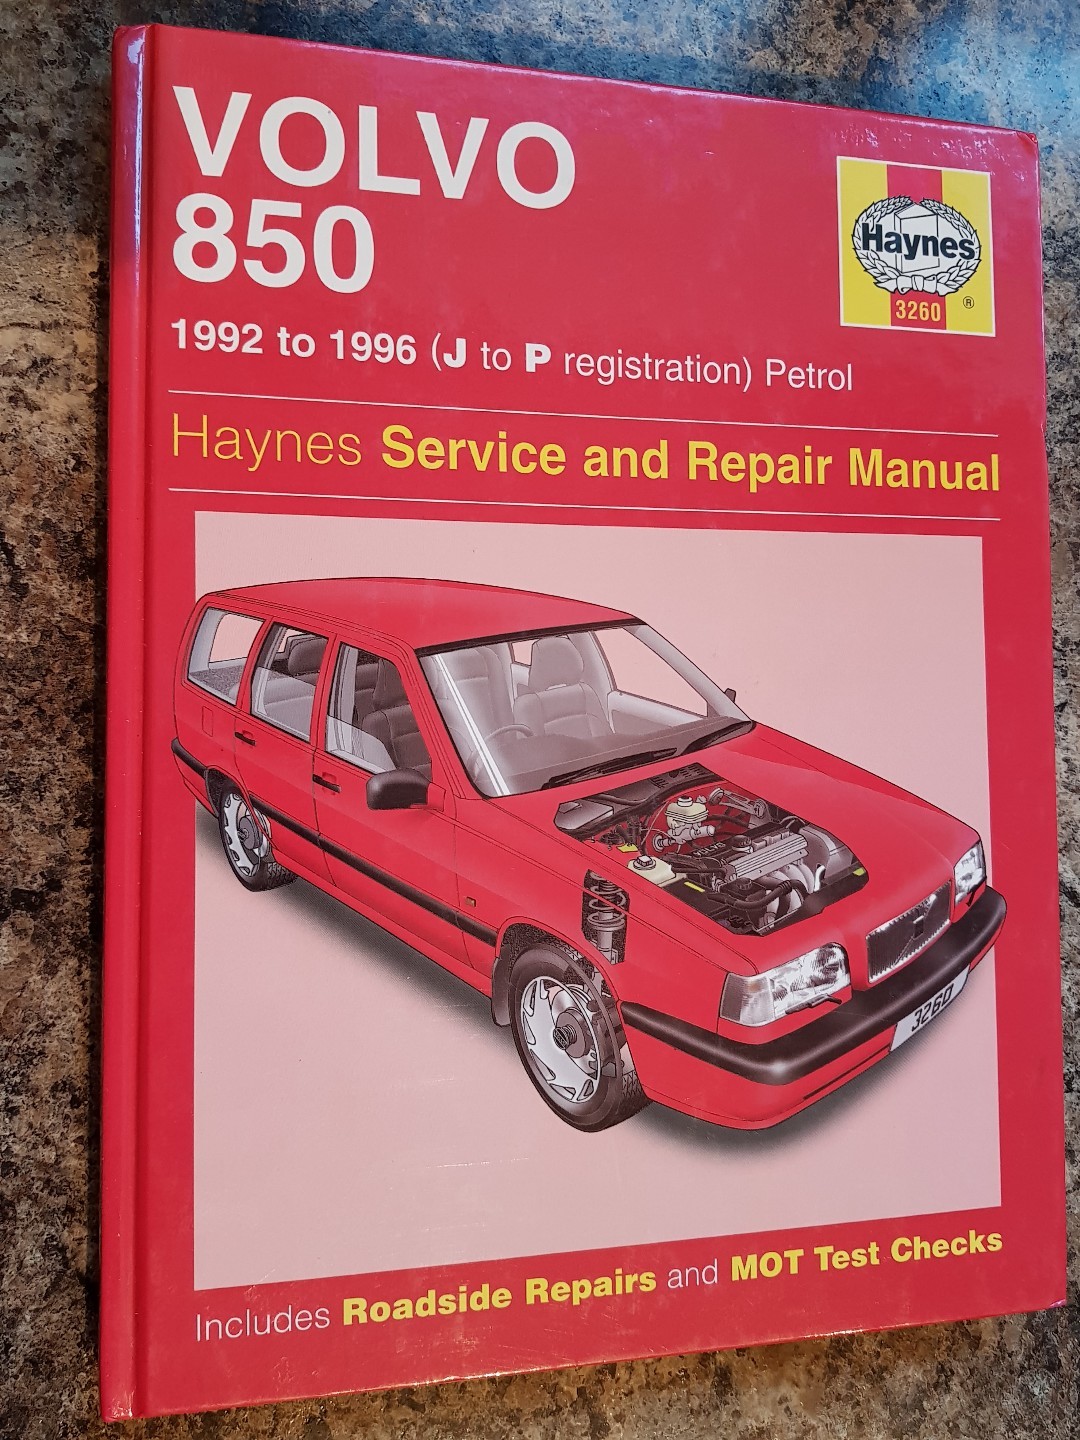 VOLVO
850
1992 to 1996 (J to P registration) Petrol
Haynes
3260
®
Haynes Service and Repair Manual
3260
Includes Roadside Repairs and MOT Test Checks